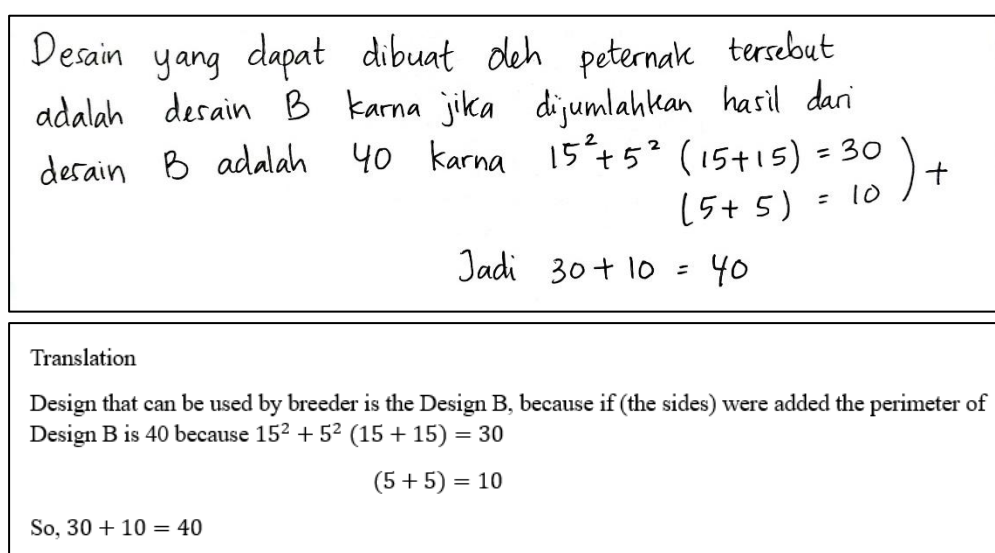 Desain yang dapat dibuat oleh peternak tersebut
adalah desain B karna jika dijumlahkan hasil dari
desain B adalah 40 karna 15² + 5² (15 + 15) = 30 ) +
(5 + 5) = 10
Jadi 30 + 10 = 40
Translation
Design that can be used by breeder is the Design B, because if (the sides) were added the perimeter of
Design B is 40 because 15² + 5² (15 + 15) = 30
(5 + 5) = 10
So, 30 + 10 = 40